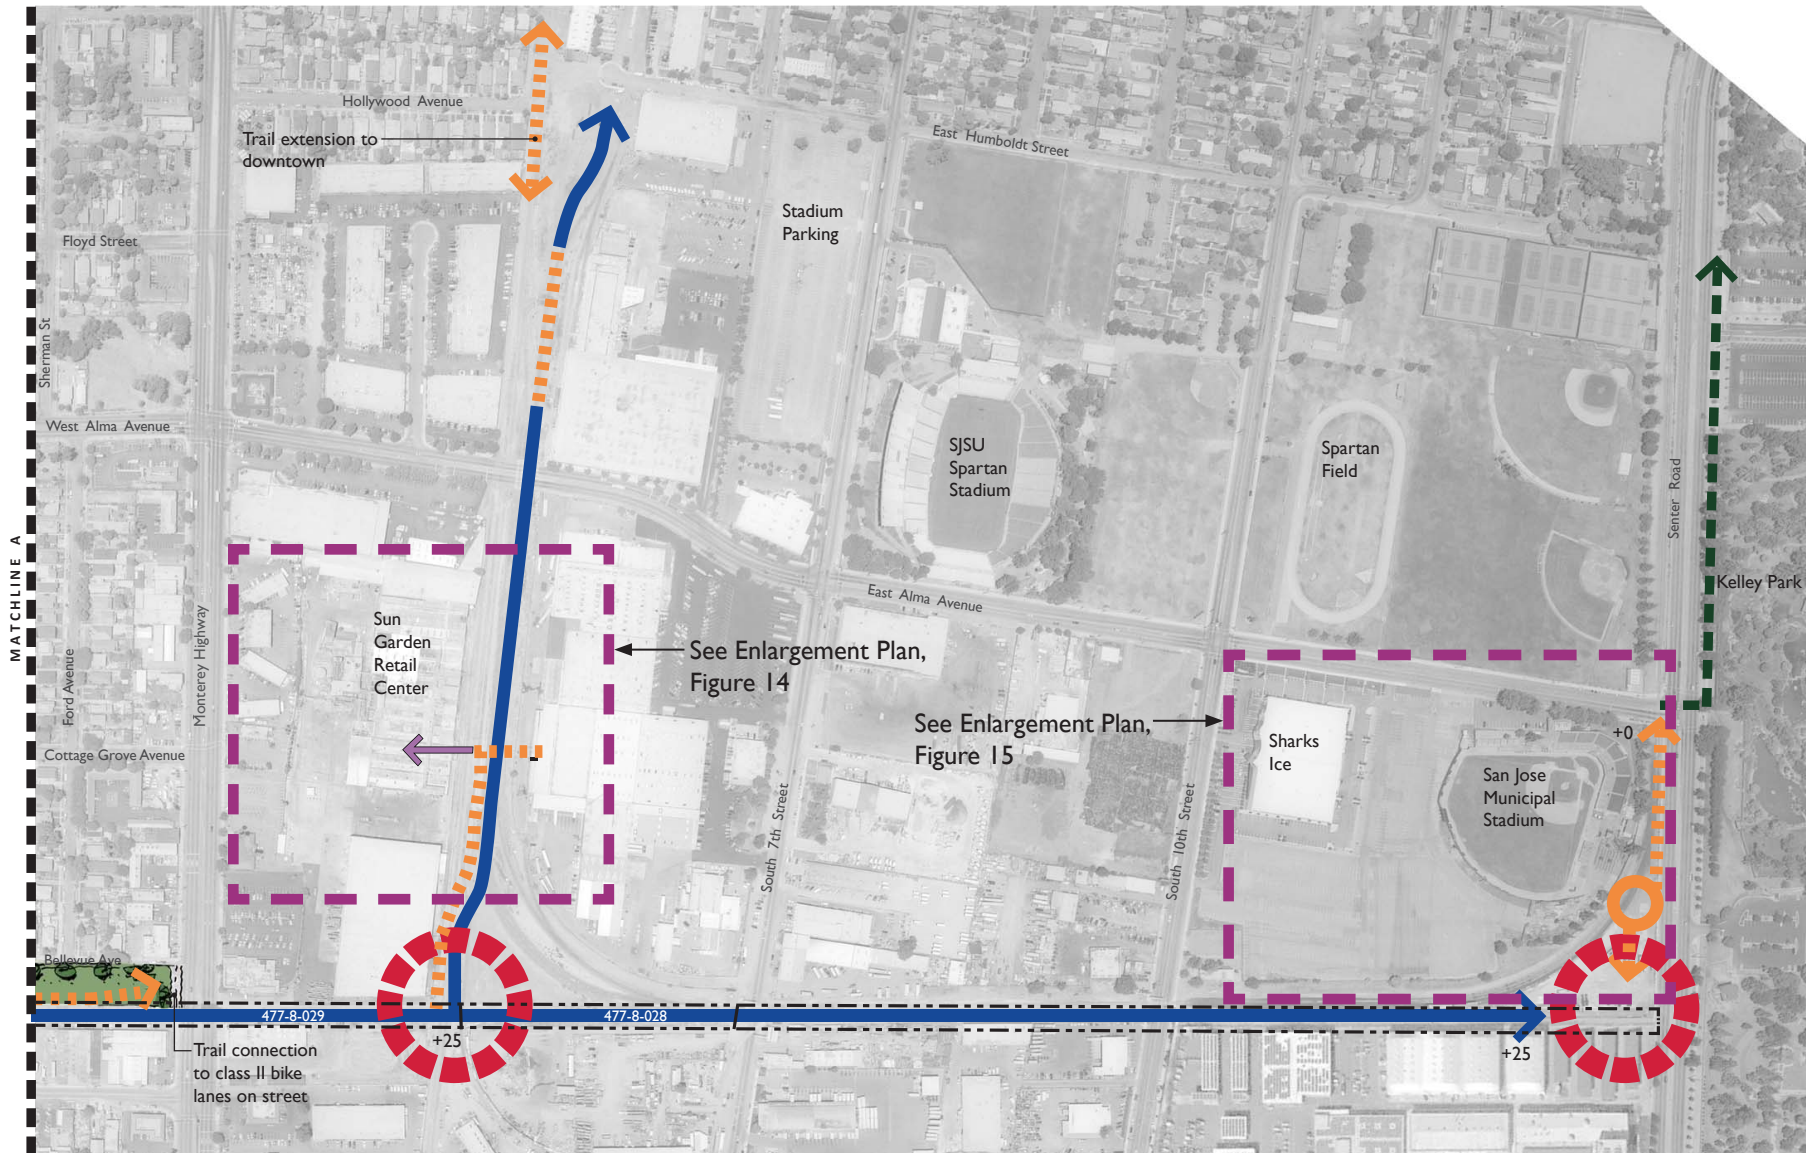 Hollywood Avenue
Trail extension to
downtown
East Humboldt Street
Stadium
Parking
Floyd Street
Sherman St
West Alma Avenue
SJSU
Spartan
Stadium
Spartan
Field
Senter Road
MATCHLINE A
Kelley Park
East Alma Avenue
Sun
Garden
Retail
Center
Monterey Highway
Ford Avenue
See Enlargement Plan,
Figure 14
See Enlargement Plan,
Figure 15
Sharks
Ice
+0
Cottage Grove Avenue
San Jose
Municipal
Stadium
South 7th Street
South 10th Street
Bellevue Ave
477-8-029
477-8-028
+25
+25
Trail connection
to class II bike
lanes on street